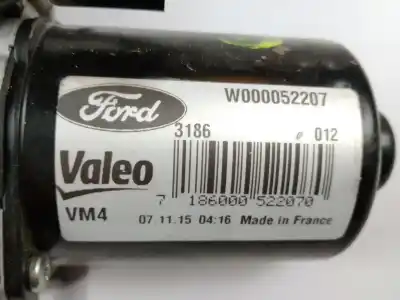 Ford
W000052207
3186 012
Valeo
7 186000 522070
VM4
07.11.15 04:16 Made in France